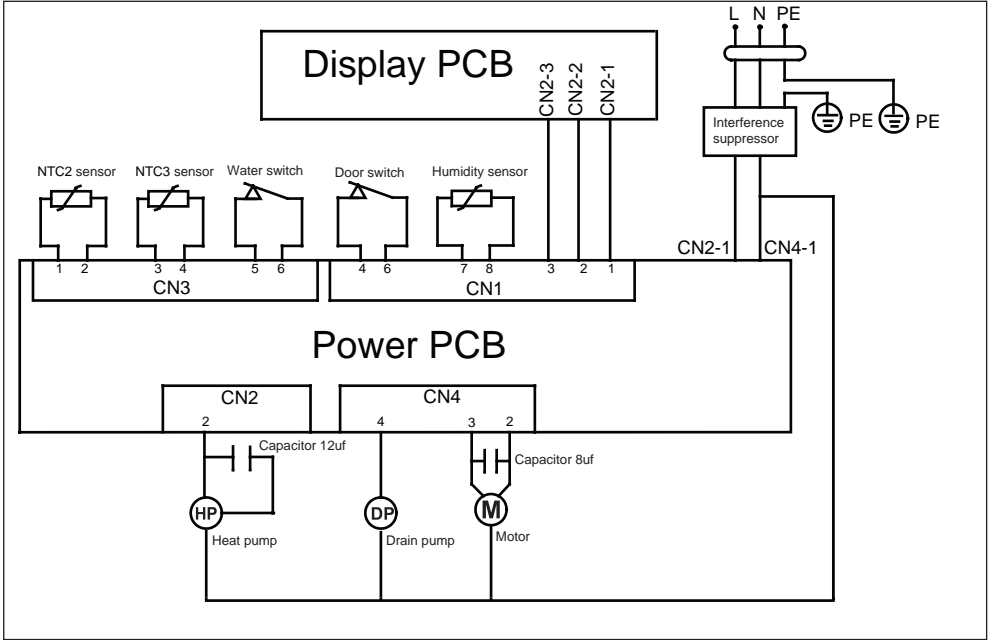 L N PE
Display PCB
CN2-3
CN2-2
CN2-1
Interference
suppressor
PE
PE
NTC2 sensor
NTC3 sensor
Water switch
Door switch
Humidity sensor
CN2-1
CN4-1
1 2 3 4 5 6
4 6 7 8 3 2 1
CN3
CN1
Power PCB
CN2
CN4
2
4
3 2
Capacitor 12uf
Capacitor 8uf
HP
DP
M
Heat pump
Drain pump
Motor